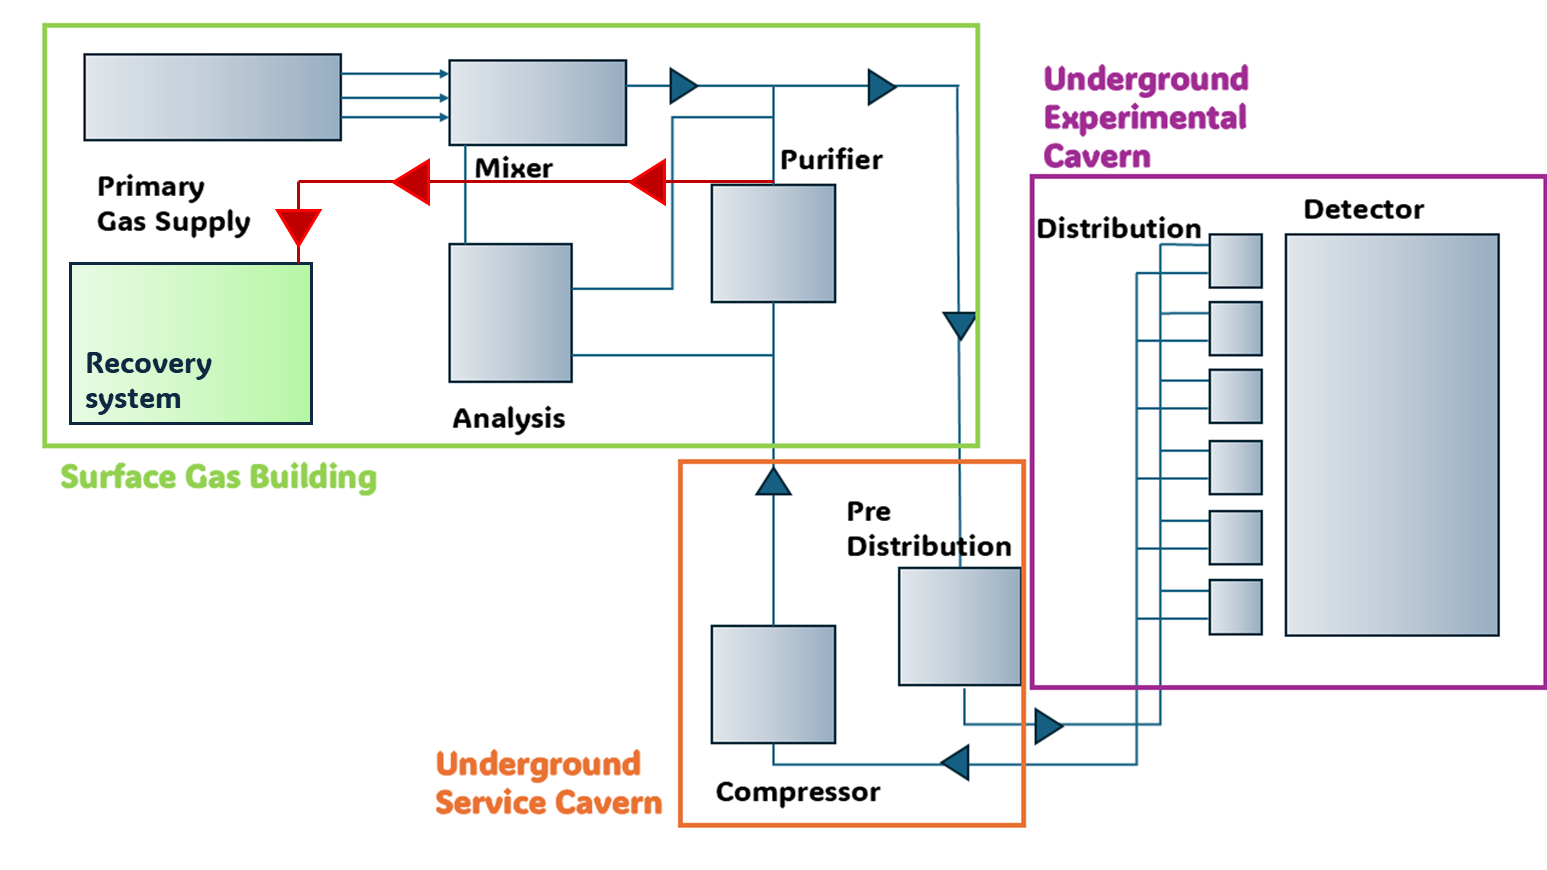 Underground
Experimental
Cavern
Mixer
Purifier
Primary
Gas Supply
Distribution
Detector
Recovery
system
Analysis
Surface Gas Building
Pre
Distribution
Underground
Service Cavern
Compressor